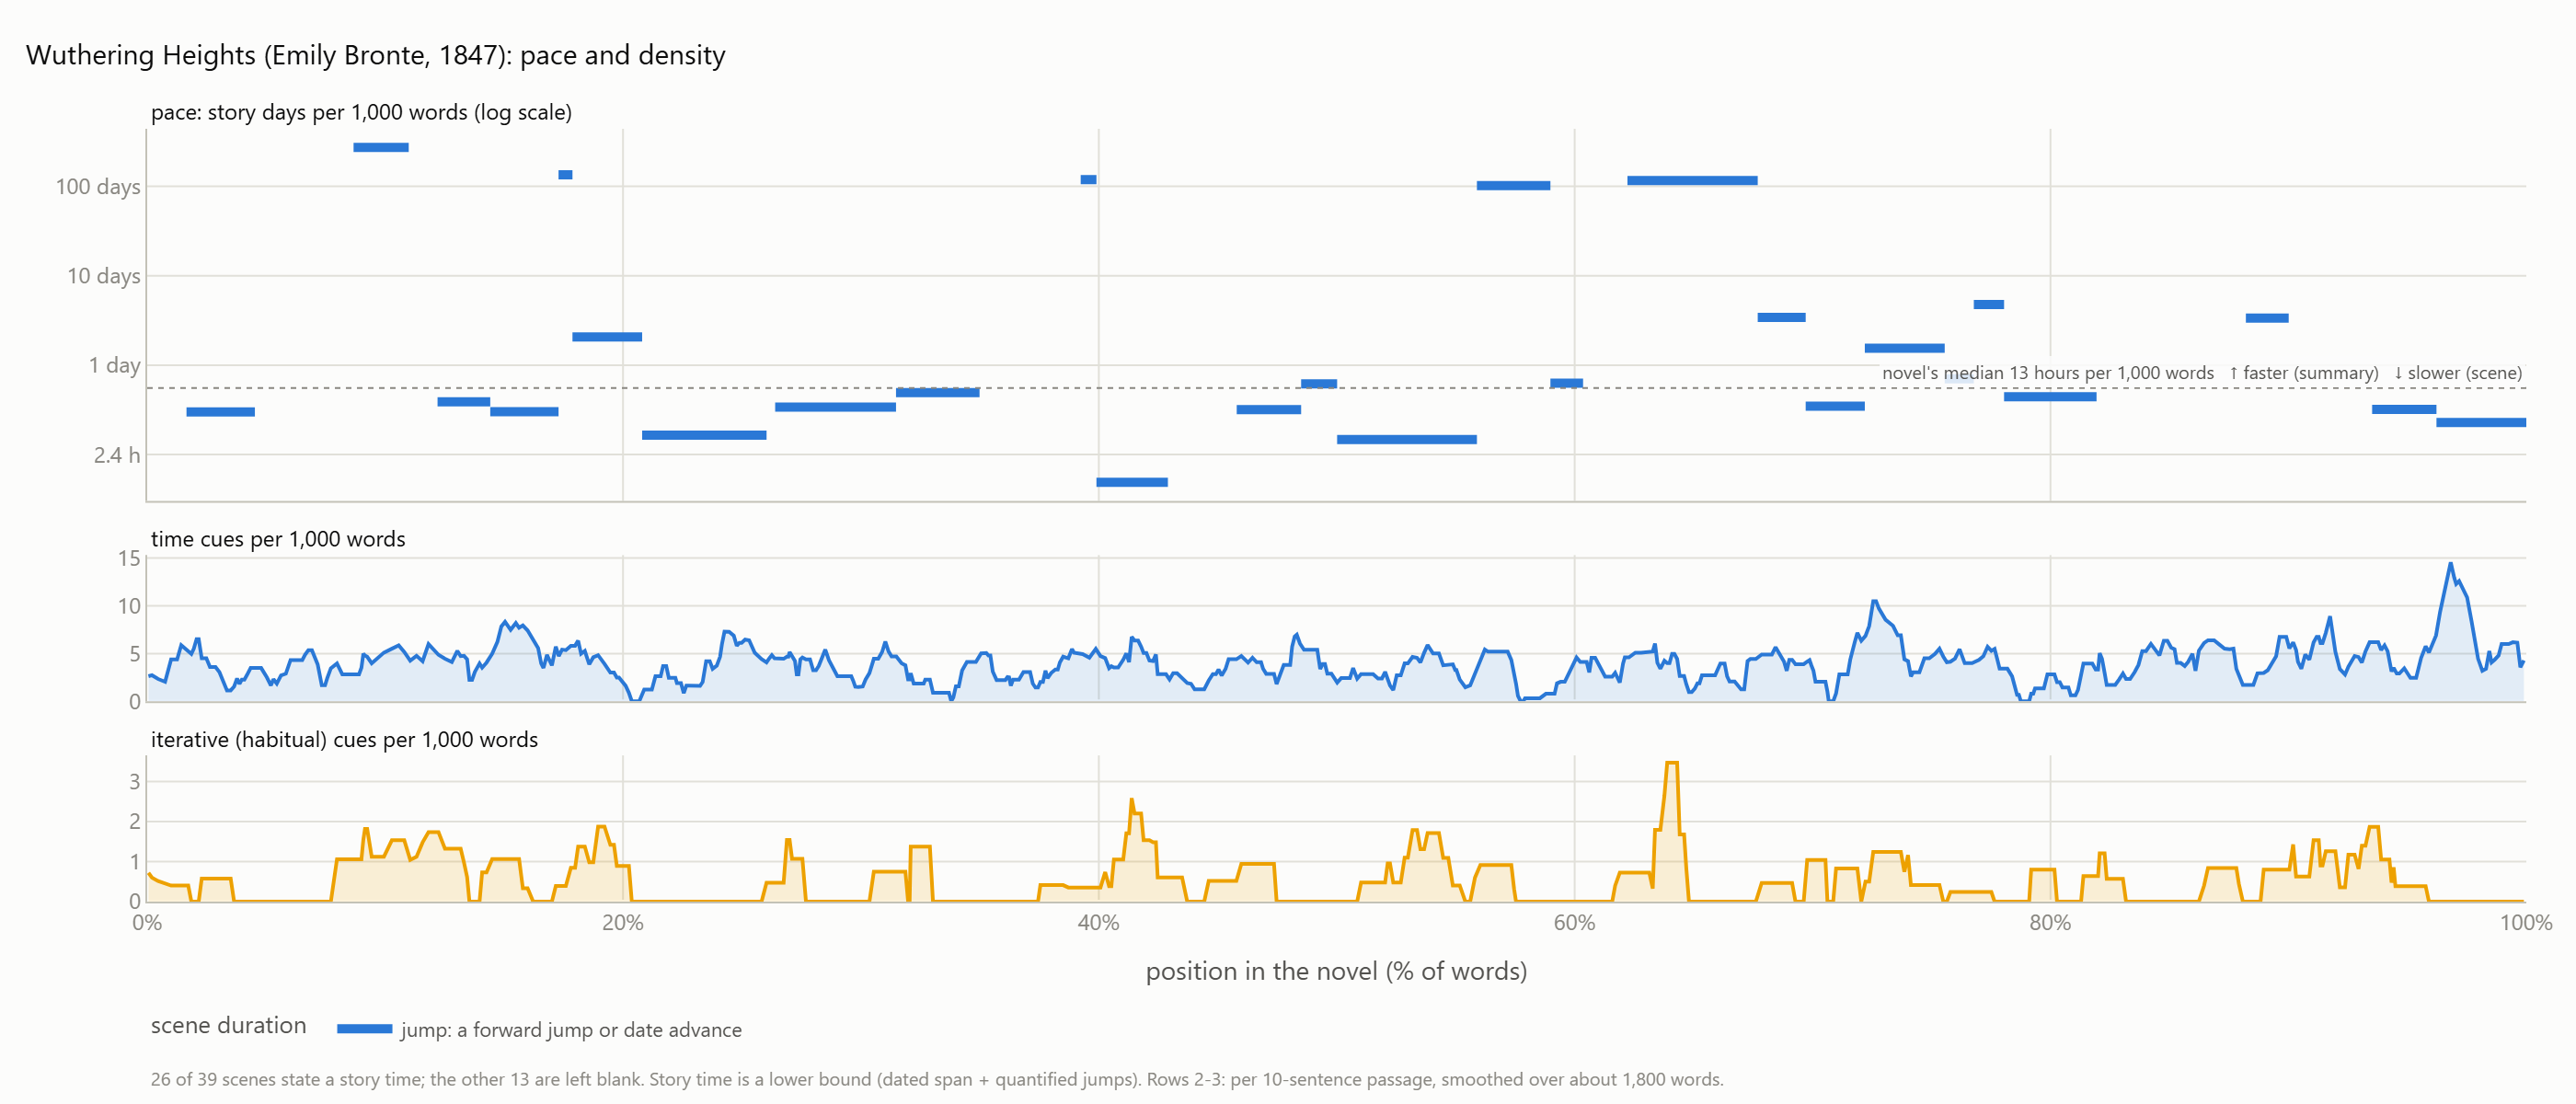 Wuthering Heights (Emily Bronte, 1847): pace and density
pace: story days per 1,000 words (log scale)
100 days
10 days
1 day
2.4 h
novel's median 13 hours per 1,000 words ↑ faster (summary) ↓ slower (scene)
time cues per 1,000 words
15
10
5
0
iterative (habitual) cues per 1,000 words
3
2
1
0
0% 20% 40% 60% 80% 100%
position in the novel (% of words)
scene duration jump: a forward jump or date advance
26 of 39 scenes state a story time; the other 13 are left blank. Story time is a lower bound (dated span + quantified jumps). Rows 2-3: per 10-sentence passage, smoothed over about 1,800 words.